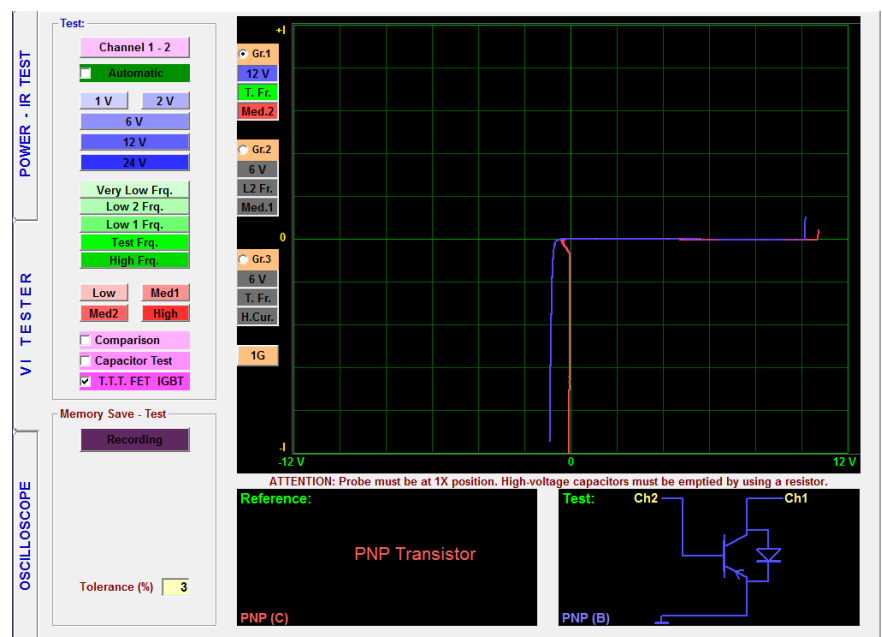 POWER - IR TEST
VI TESTER
OSCILLOSCOPE
Test:
Channel 1 - 2
Automatic
1 V
2 V
6 V
12 V
24 V
Very Low Frq.
Low 2 Frq.
Low 1 Frq.
Test Frq.
High Frq.
Low
Med1
Med2
High
Comparison
Capacitor Test
T.T.T. FET IGBT
Memory Save - Test
Recording
Tolerance (%) 3
Gr.1
12 V
T. Fr.
Med.2
Gr.2
6 V
L2 Fr.
Med.1
Gr.3
6 V
T. Fr.
H.Cur.
1G
+I
0
-I
-12 V 0 12 V
ATTENTION: Probe must be at 1X position. High-voltage capacitors must be emptied by using a resistor.
Reference:
PNP Transistor
PNP (C)
Test:
Ch2
Ch1
PNP (B)